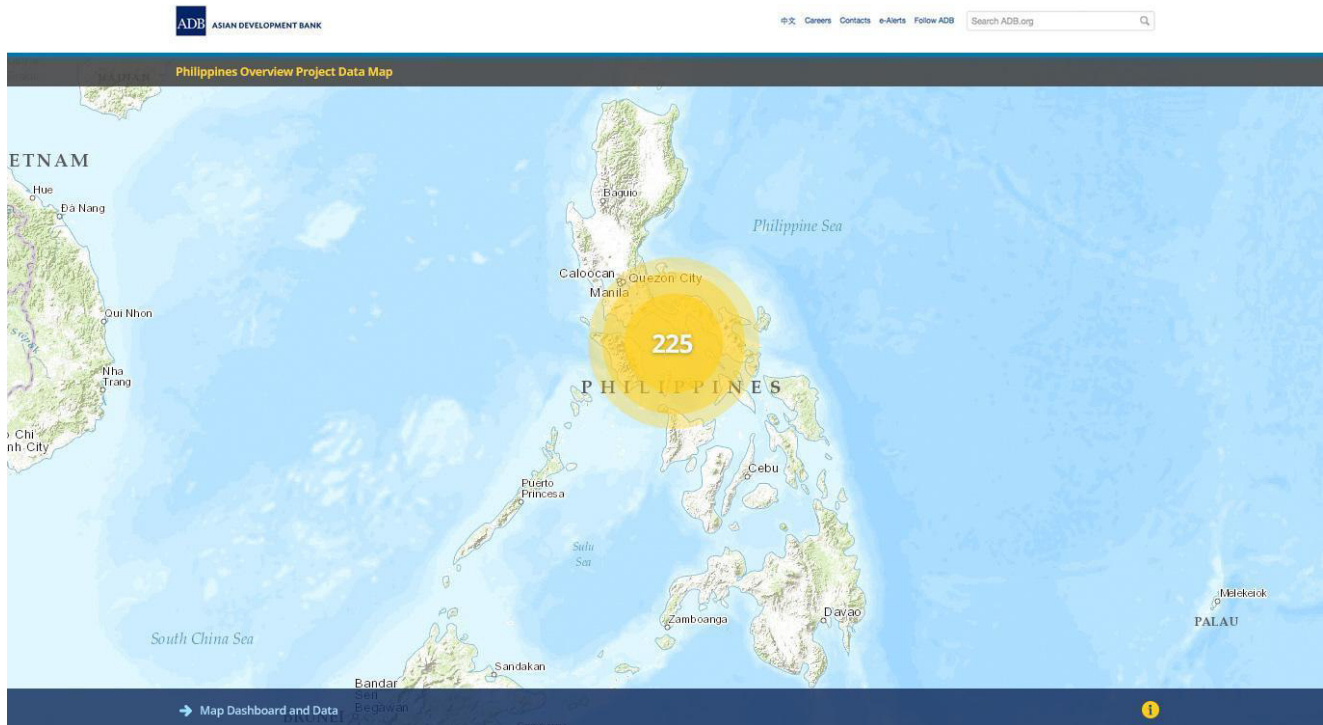 ADB ASIAN DEVELOPMENT BANK
中文 Careers Contacts e-Alerts Follow ADB Search ADB.org
Philippines Overview Project Data Map
HAINAN
ETNAM
Hue
Đà Nang
Baguio
Philippine Sea
Caloocan
Quezon City
Manila
Qui Nhon
225
Nha
Trang
PHILIPPINES
o Chi
nh City
Cebu
Puerto
Princesa
Sulu
Sea
Melekeiok
Zamboanga
Davao
PALAU
South China Sea
Sandakan
Bandar
Seri
Begawan
Map Dashboard and Data
BRUNEI
i